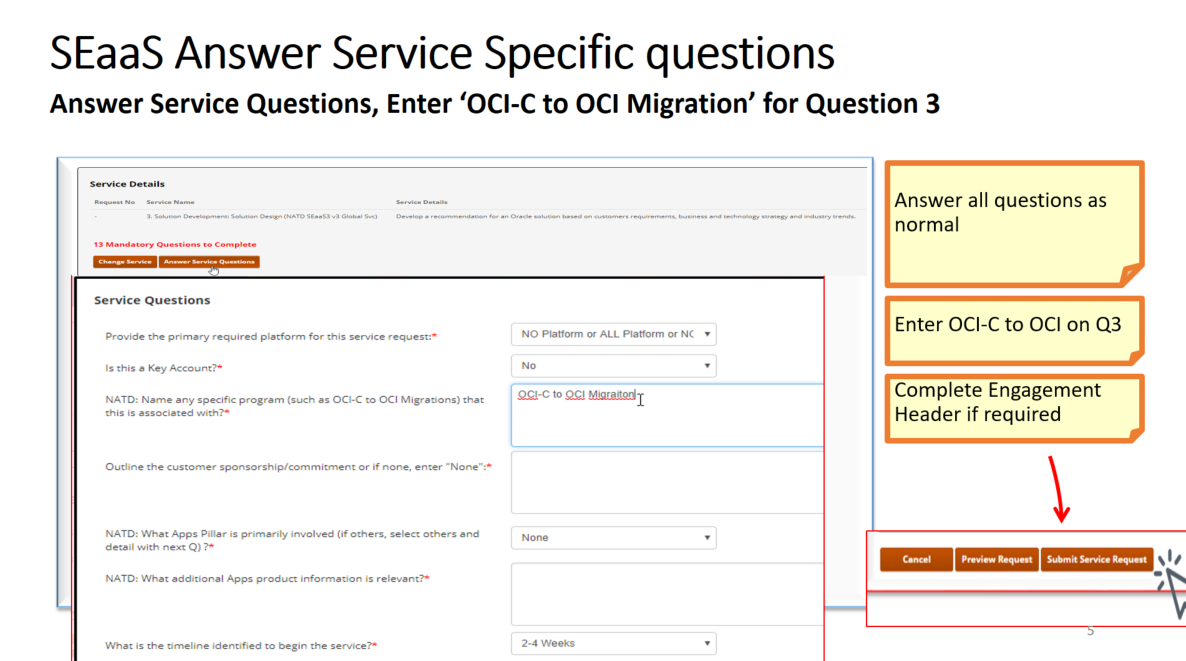 SEaaS Answer Service Specific questions
Answer Service Questions, Enter ‘OCI-C to OCI Migration’ for Question 3
Service Details
Request No Service Name Service Details
- 3. Solution Development: Solution Design (NATD SEaaS3 v3 Global Svc) Develop a recommendation for an Oracle solution based on customers requirements, business and technology strategy and industry trends.
13 Mandatory Questions to Complete
Change Service Answer Service Questions
Service Questions
Provide the primary required platform for this service request:* NO Platform or ALL Platform or NC
Is this a Key Account?* No
NATD: Name any specific program (such as OCI-C to OCI Migrations) that
this is associated with?*
OCI-C to OCI Migraiton
Outline the customer sponsorship/commitment or if none, enter "None":*
NATD: What Apps Pillar is primarily involved (if others, select others and
detail with next Q) ?*
None
NATD: What additional Apps product information is relevant?*
What is the timeline identified to begin the service?* 2-4 Weeks
Answer all questions as
normal
Enter OCI-C to OCI on Q3
Complete Engagement
Header if required
Cancel Preview Request Submit Service Request
5